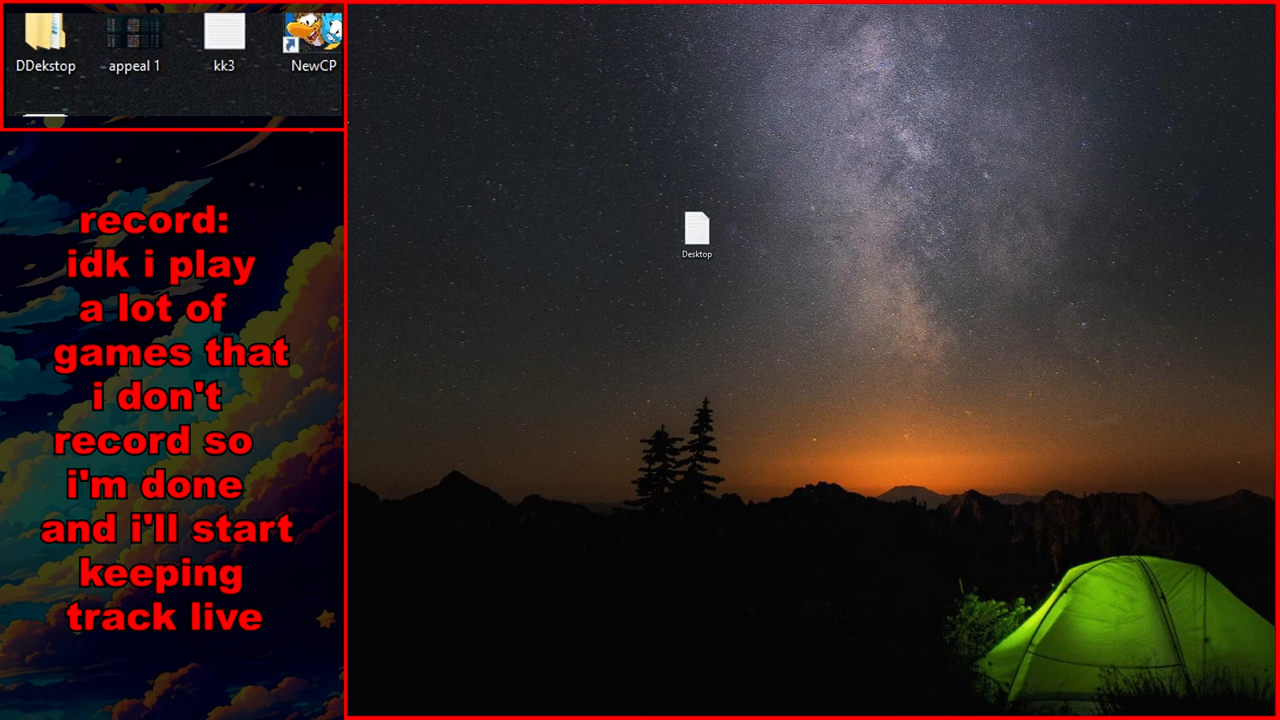 DDekstop
appeal 1
kk3
NewCP
record:
idk i play
a lot of
games that
i don't
record so
i'm done
and i'll start
keeping
track live
Desktop